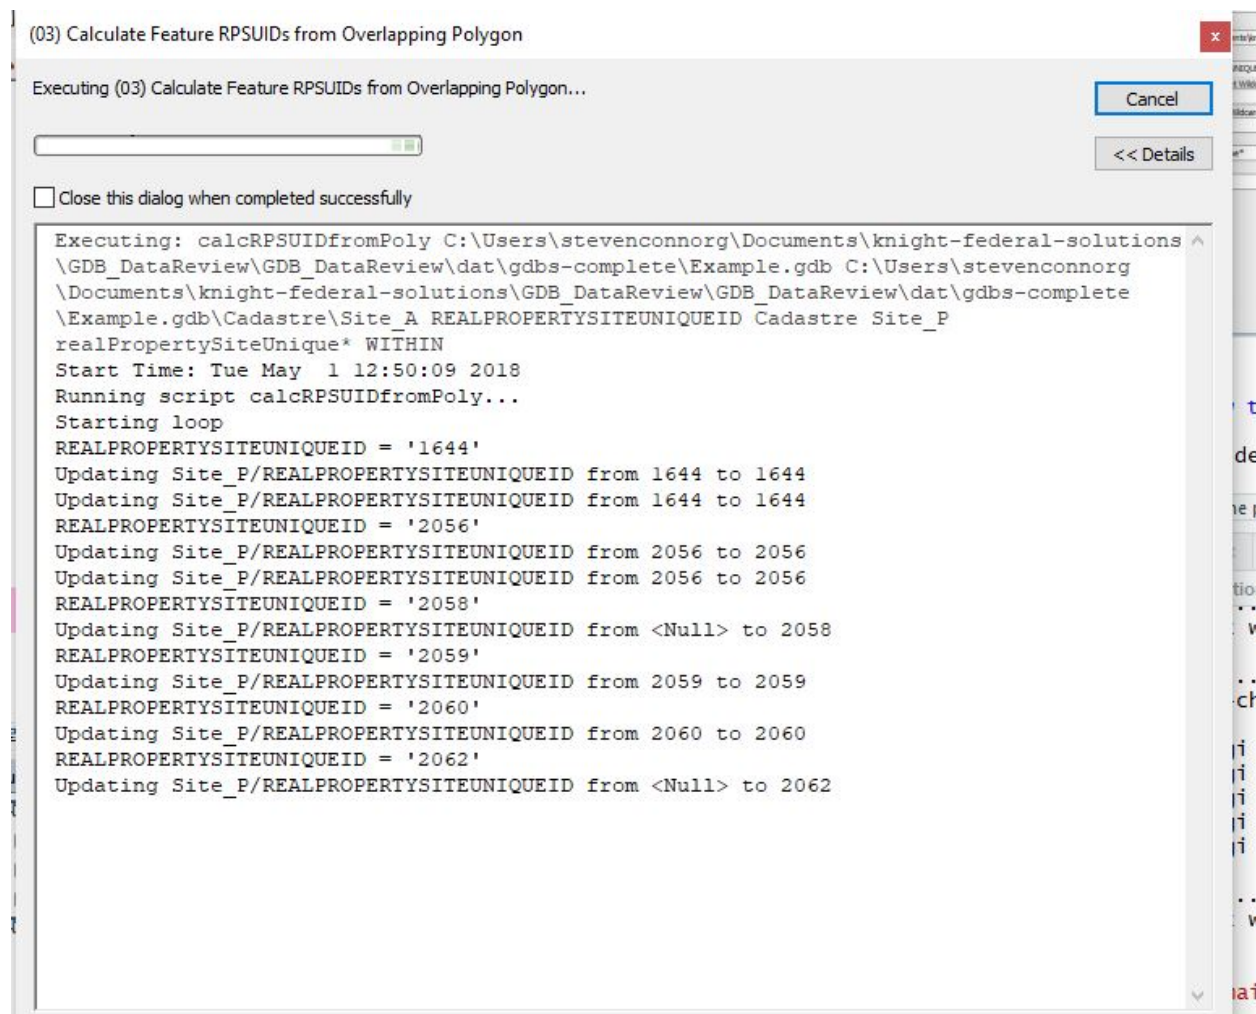 (03) Calculate Feature RPSUIDs from Overlapping Polygon
x
Executing (03) Calculate Feature RPSUIDs from Overlapping Polygon...
Cancel
<< Details
Close this dialog when completed successfully
Executing: calcRPSUIDfromPoly C:\Users\stevenconnorg\Documents\knight-federal-solutions
\GDB_DataReview\GDB_DataReview\dat\gdbs-complete\Example.gdb C:\Users\stevenconnorg
\Documents\knight-federal-solutions\GDB_DataReview\GDB_DataReview\dat\gdbs-complete
\Example.gdb\Cadastre\Site_A REALPROPERTYSITEUNIQUEID Cadastre Site_P
realPropertySiteUnique* WITHIN
Start Time: Tue May  1 12:50:09 2018
Running script calcRPSUIDfromPoly...
Starting loop
REALPROPERTYSITEUNIQUEID = '1644'
Updating Site_P/REALPROPERTYSITEUNIQUEID from 1644 to 1644
Updating Site_P/REALPROPERTYSITEUNIQUEID from 1644 to 1644
REALPROPERTYSITEUNIQUEID = '2056'
Updating Site_P/REALPROPERTYSITEUNIQUEID from 2056 to 2056
Updating Site_P/REALPROPERTYSITEUNIQUEID from 2056 to 2056
REALPROPERTYSITEUNIQUEID = '2058'
Updating Site_P/REALPROPERTYSITEUNIQUEID from <Null> to 2058
REALPROPERTYSITEUNIQUEID = '2059'
Updating Site_P/REALPROPERTYSITEUNIQUEID from 2059 to 2059
REALPROPERTYSITEUNIQUEID = '2060'
Updating Site_P/REALPROPERTYSITEUNIQUEID from 2060 to 2060
REALPROPERTYSITEUNIQUEID = '2062'
Updating Site_P/REALPROPERTYSITEUNIQUEID from <Null> to 2062